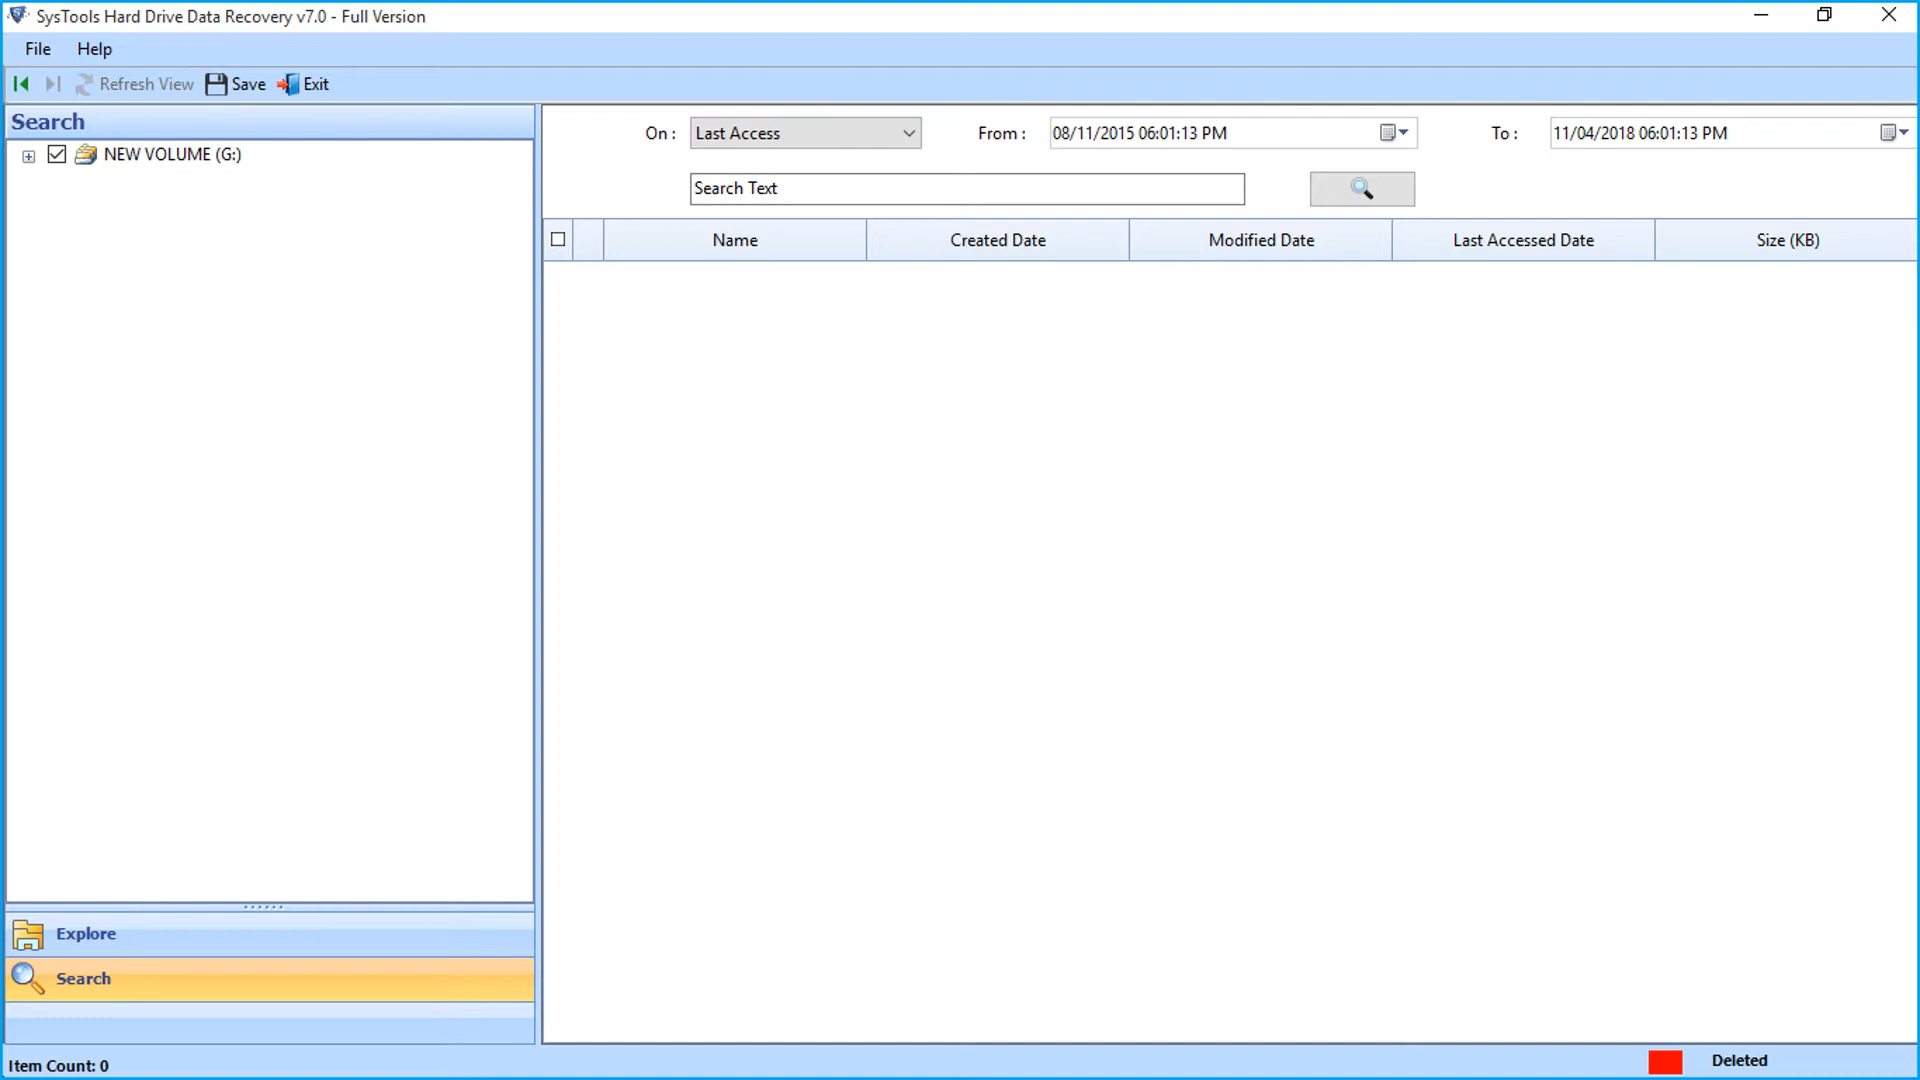 SysTools Hard Drive Data Recovery v7.0 - Full Version
File Help
Refresh View Save Exit
Search
NEW VOLUME (G:)
On : Last Access From : 08/11/2015 06:01:13 PM To : 11/04/2018 06:01:13 PM
Search Text
Name Created Date Modified Date Last Accessed Date Size (KB)
Explore
Search
Item Count: 0
Deleted